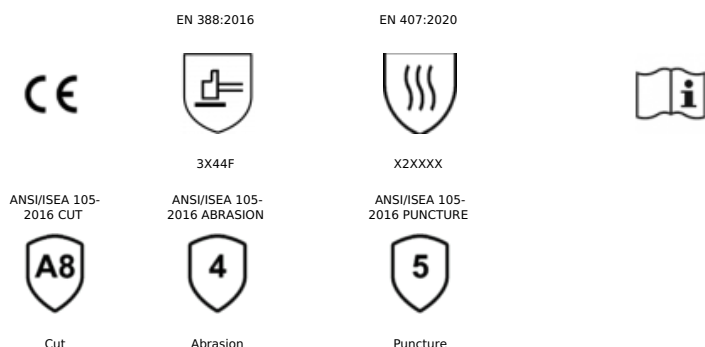 EN 388:2016
EN 407:2020
CE
i
3X44F
X2XXXX
ANSI/ISEA 105-
2016 CUT
ANSI/ISEA 105-
2016 ABRASION
ANSI/ISEA 105-
2016 PUNCTURE
A8
4
5
Cut
Abrasion
Puncture